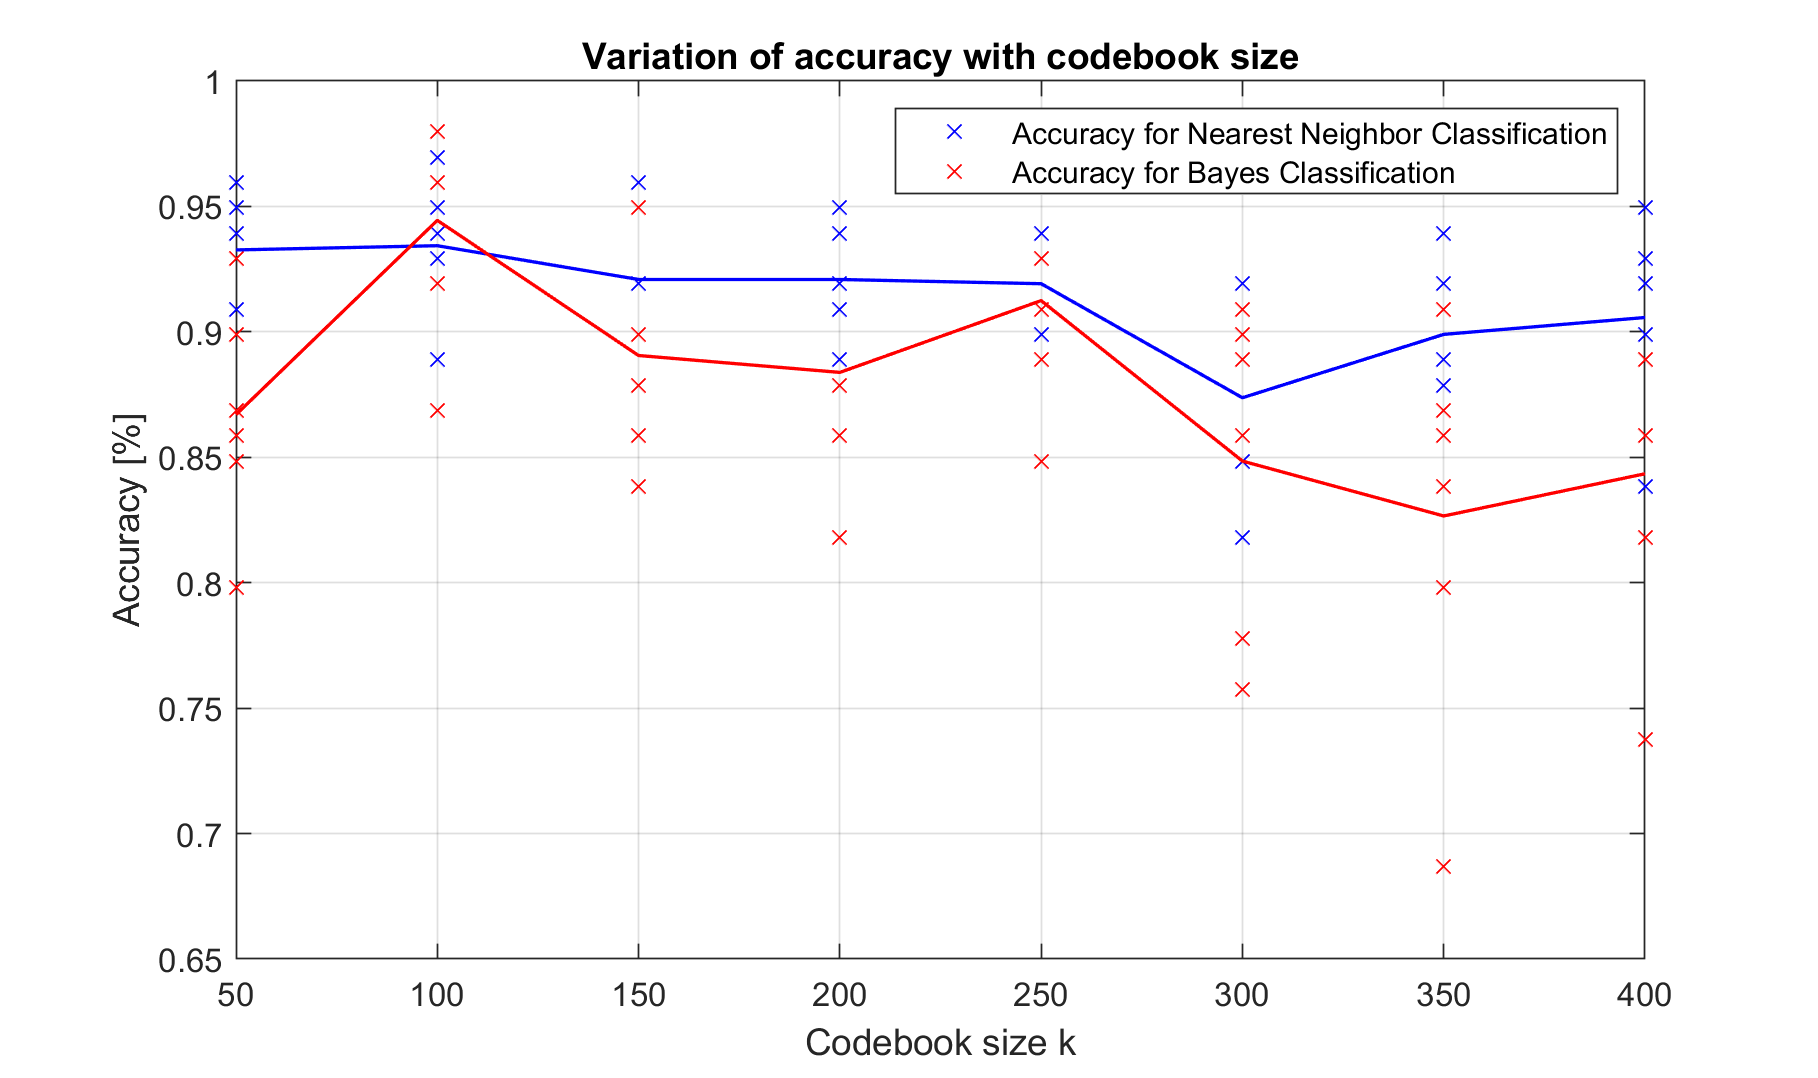 Variation of accuracy with codebook size
1
0.95
0.9
0.85
0.8
0.75
0.7
0.65
Accuracy [%]
Accuracy for Nearest Neighbor Classification
Accuracy for Bayes Classification
50 100 150 200 250 300 350 400
Codebook size k